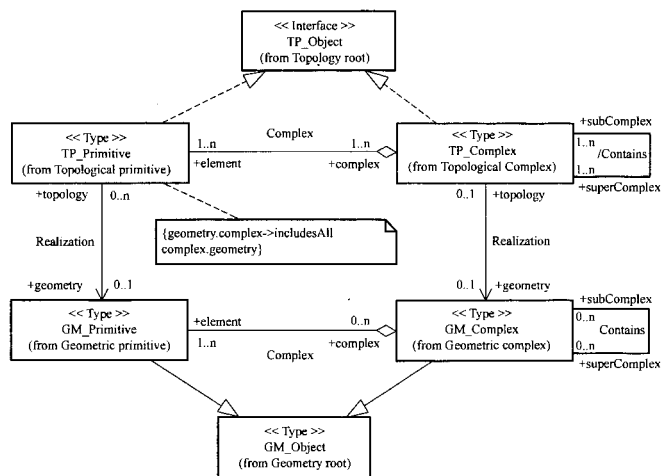 << Interface >>
TP_Object
(from Topology root)
<< Type >>
TP_Primitive
(from Topological primitive)
1..n
Complex
1..n
+element
+complex
<< Type >>
TP_Complex
(from Topological Complex)
+subComplex
1..n
/Contains
1..n
+superComplex
+topology
0..n
0..1
+topology
{geometry.complex->includesAll
complex.geometry}
Realization
Realization
+geometry
0..1
0..1
+geometry
<< Type >>
GM_Primitive
(from Geometric primitive)
+element
0..n
1..n
+complex
Complex
<< Type >>
GM_Complex
(from Geometric complex)
+subComplex
0..n
Contains
0..n
+superComplex
<< Type >>
GM_Object
(from Geometry root)